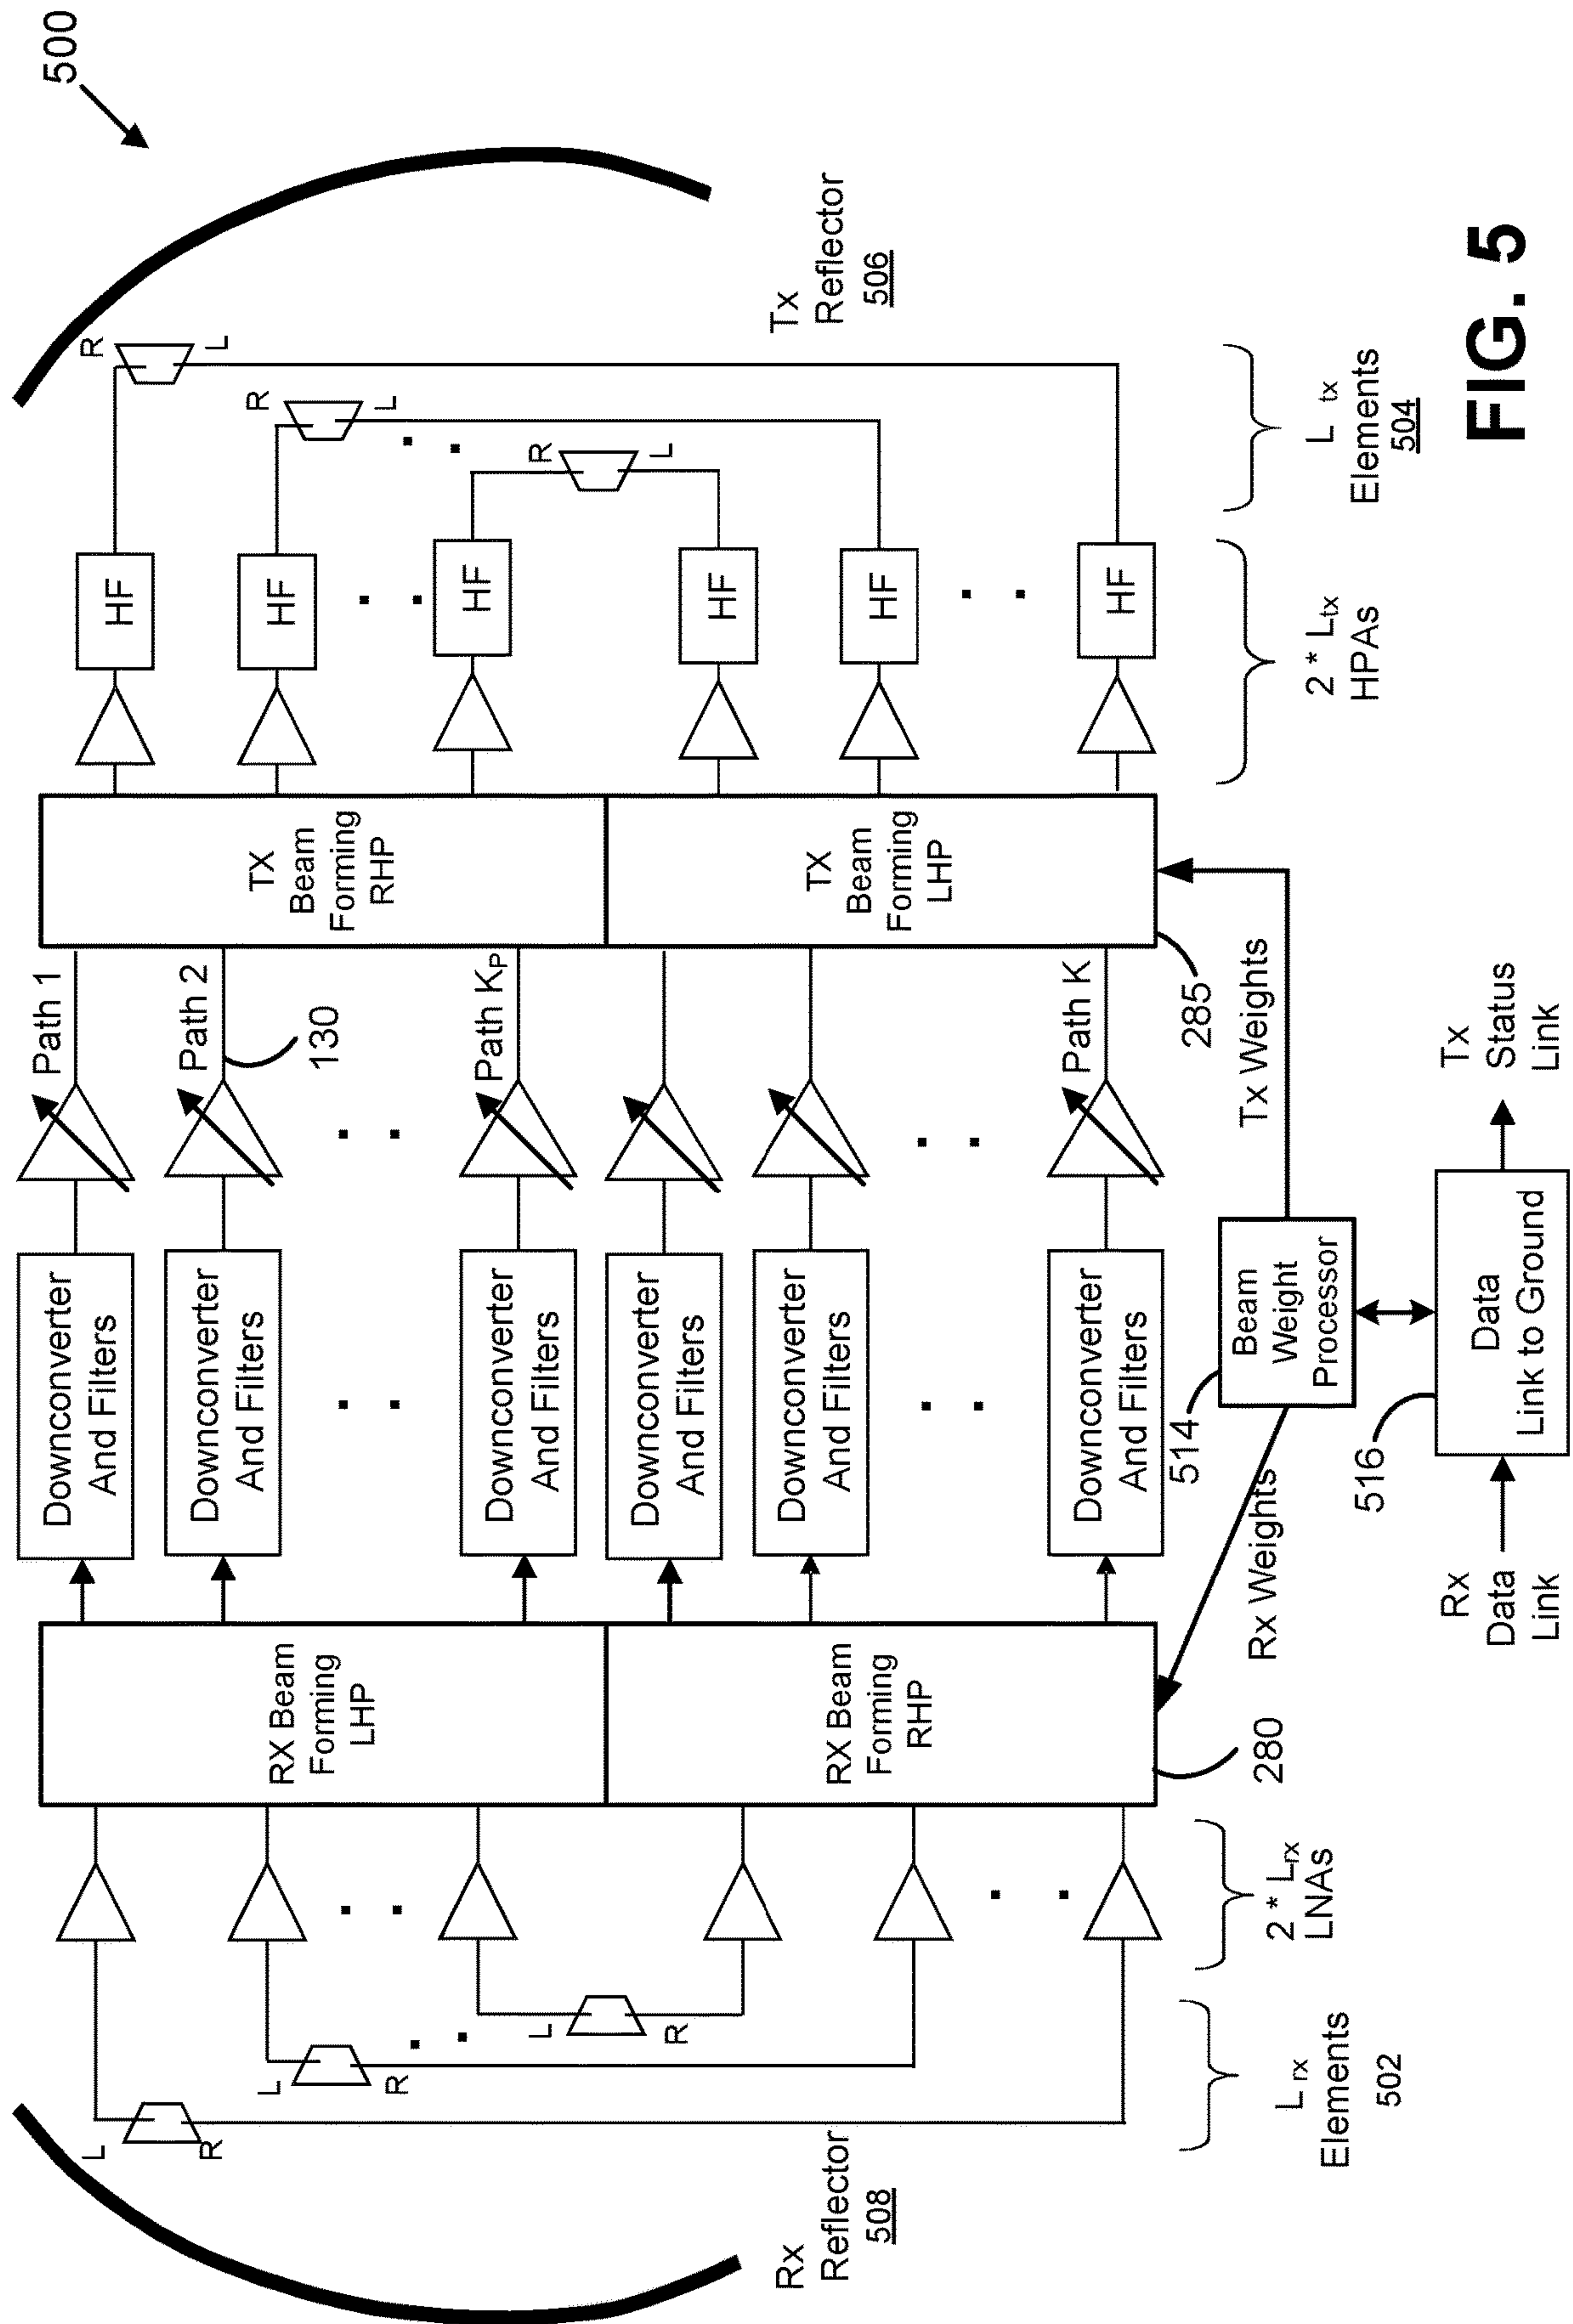 500
Rx
Reflector
508
L
R
L
R
L
R
L rx
Elements
502
2 * Lrx
LNAs
RX Beam
Forming
LHP
RX Beam
Forming
RHP
280
Downconverter
And Filters
Downconverter
And Filters
Downconverter
And Filters
Downconverter
And Filters
Downconverter
And Filters
Downconverter
And Filters
Path 1
Path 2
130
Path KP
Path K
TX
Beam
Forming
RHP
TX
Beam
Forming
LHP
285
HF
HF
HF
HF
HF
HF
2 * Ltx
HPAs
R
L
R
L
R
L
L tx
Elements
504
Tx
Reflector
506
Rx Weights
514
Beam
Weight
Processor
Tx Weights
Rx
Data
Link
516
Data
Link to Ground
Tx
Status
Link
FIG. 5